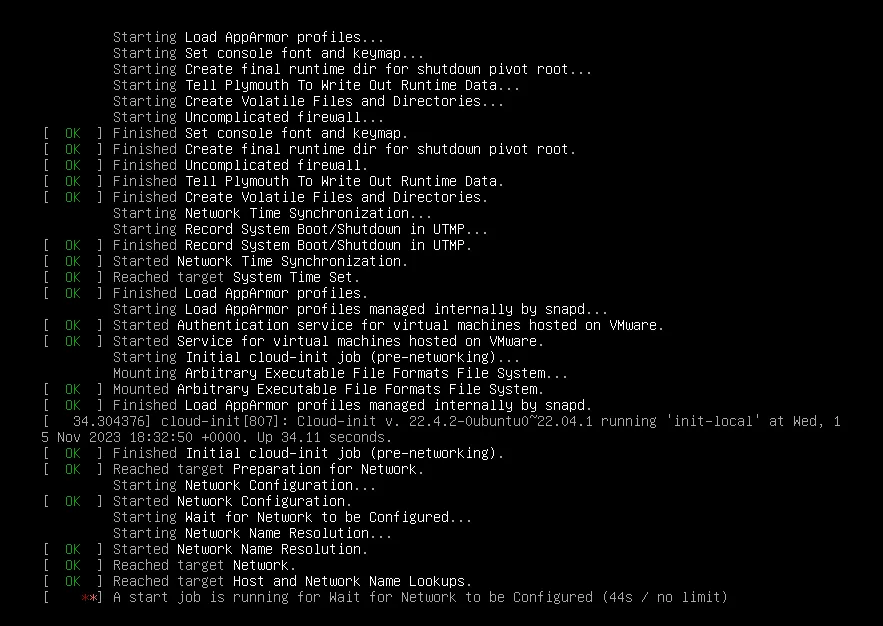 Starting Load AppArmor profiles...
Starting Set console font and keymap...
Starting Create final runtime dir for shutdown pivot root...
Starting Tell Plymouth To Write Out Runtime Data...
Starting Create Volatile Files and Directories...
Starting Uncomplicated firewall...
[  OK  ] Finished Set console font and keymap.
[  OK  ] Finished Create final runtime dir for shutdown pivot root.
[  OK  ] Finished Uncomplicated firewall.
[  OK  ] Finished Tell Plymouth To Write Out Runtime Data.
[  OK  ] Finished Create Volatile Files and Directories.
Starting Network Time Synchronization...
Starting Record System Boot/Shutdown in UTMP...
[  OK  ] Finished Record System Boot/Shutdown in UTMP.
[  OK  ] Started Network Time Synchronization.
[  OK  ] Reached target System Time Set.
[  OK  ] Finished Load AppArmor profiles.
Starting Load AppArmor profiles managed internally by snapd...
[  OK  ] Started Authentication service for virtual machines hosted on VMware.
[  OK  ] Started Service for virtual machines hosted on VMware.
Starting Initial cloud-init job (pre-networking)...
Mounting Arbitrary Executable File Formats File System...
[  OK  ] Mounted Arbitrary Executable File Formats File System.
[  OK  ] Finished Load AppArmor profiles managed internally by snapd.
[   34.304376] cloud-init[807]: Cloud-init v. 22.4.2-0ubuntu0~22.04.1 running 'init-local' at Wed, 1
5 Nov 2023 18:32:50 +0000. Up 34.11 seconds.
[  OK  ] Finished Initial cloud-init job (pre-networking).
[  OK  ] Reached target Preparation for Network.
Starting Network Configuration...
[  OK  ] Started Network Configuration.
Starting Wait for Network to be Configured...
Starting Network Name Resolution...
[  OK  ] Started Network Name Resolution.
[  OK  ] Reached target Network.
[  OK  ] Reached target Host and Network Name Lookups.
[    **] A start job is running for Wait for Network to be Configured (44s / no limit)